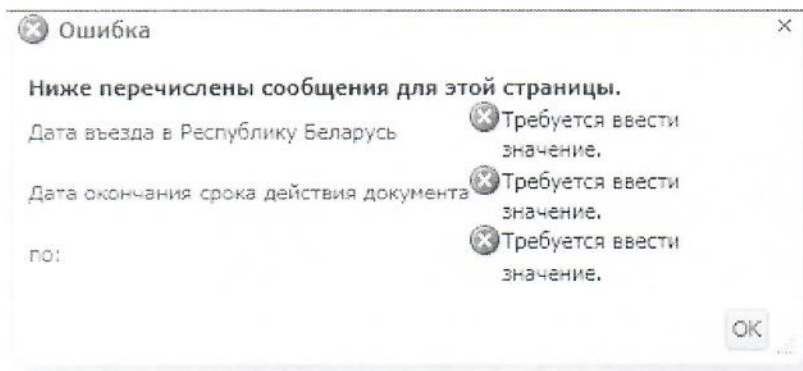 Ошибка
Ниже перечислены сообщения для этой страницы.
Дата въезда в Республику Беларусь
Требуется ввести
значение.
Дата окончания срока действия документа
Требуется ввести
значение.
по:
Требуется ввести
значение.
OK